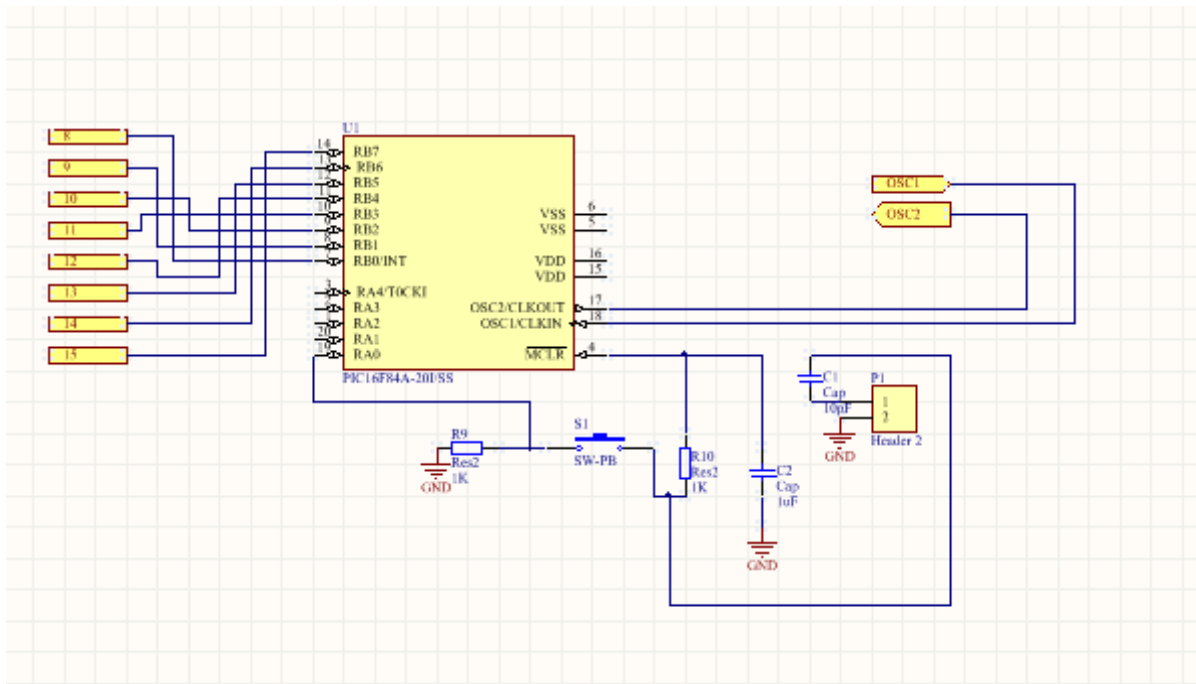 8
9
10
11
12
13
14
15
U1
14
RB7
RB6
RB5
RB4
RB3
RB2
RB1
RB0/INT
RA4/T0CKI
RA3
RA2
RA1
RA0
VSS 6
VSS 5
VDD 16
VDD 15
OSC2/CLKOUT 17
OSC1/CLKIN 18
MCLR 4
PIC16F84A-20I/SS
OSC1
OSC2
R9
Res2
1K
GND
S1
SW-PB
R10
Res2
1K
C2
Cap
1uF
GND
C1
Cap
10pF
P1
1
2
Header 2
GND